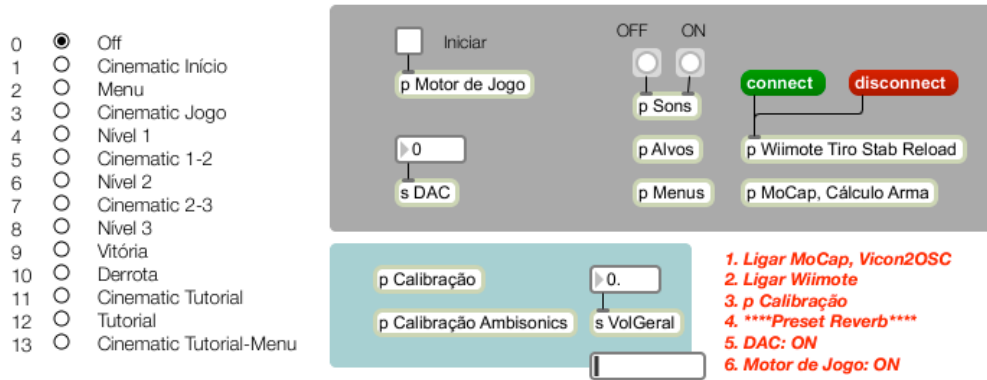 0 Off
1 Cinematic Início
2 Menu
3 Cinematic Jogo
4 Nível 1
5 Cinematic 1-2
6 Nível 2
7 Cinematic 2-3
8 Nível 3
9 Vitória
10 Derrota
11 Cinematic Tutorial
12 Tutorial
13 Cinematic Tutorial-Menu
Iniciar
p Motor de Jogo
0
s DAC
OFF ON
p Sons
p Alvos
p Menus
connect disconnect
p Wiimote Tiro Stab Reload
p MoCap, Cálculo Arma
p Calibração
p Calibração Ambisonics
0.
s VolGeral
1. Ligar MoCap, Vicon2OSC
2. Ligar Wiimote
3. p Calibração
4. ****Preset Reverb****
5. DAC: ON
6. Motor de Jogo: ON